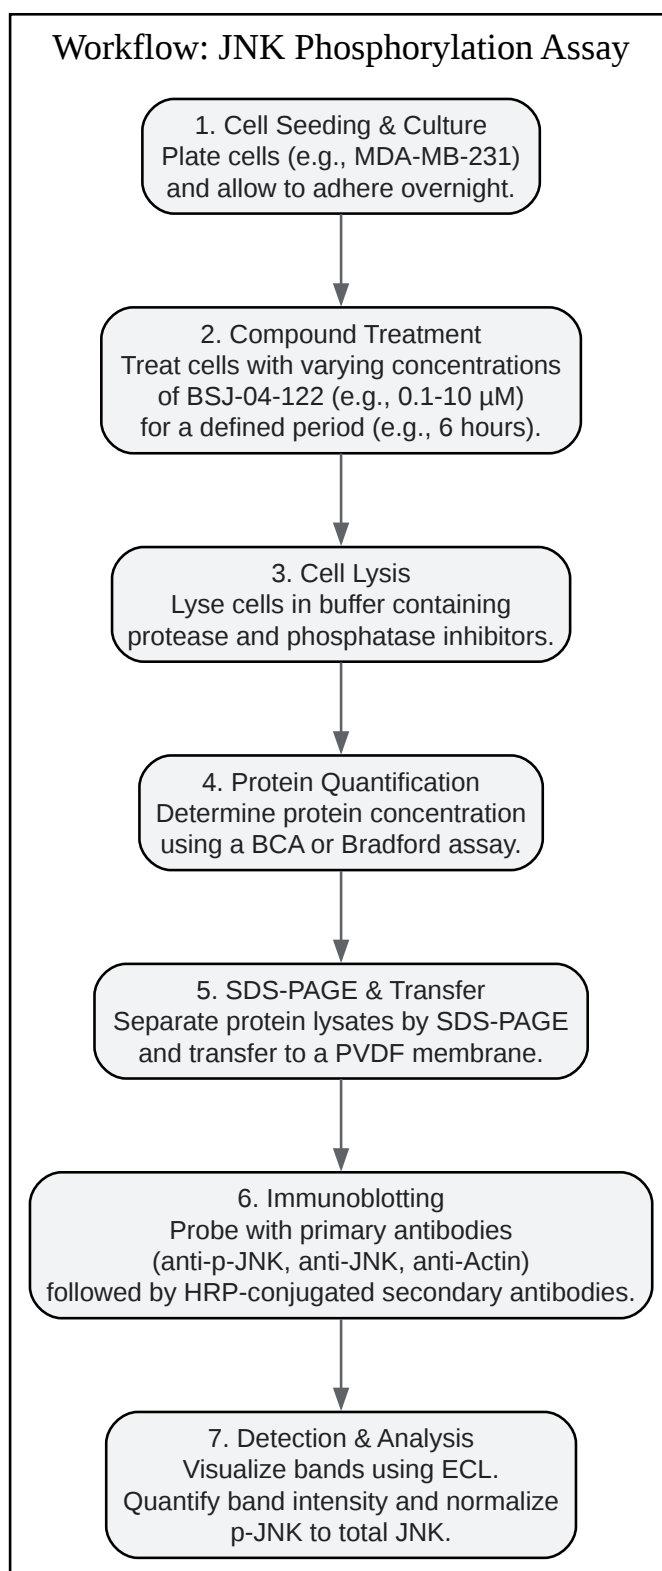 Workflow: JNK Phosphorylation Assay
1. Cell Seeding & Culture
Plate cells (e.g., MDA-MB-231)
and allow to adhere overnight.
2. Compound Treatment
Treat cells with varying concentrations
of BSJ-04-122 (e.g., 0.1-10 µM)
for a defined period (e.g., 6 hours).
3. Cell Lysis
Lyse cells in buffer containing
protease and phosphatase inhibitors.
4. Protein Quantification
Determine protein concentration
using a BCA or Bradford assay.
5. SDS-PAGE & Transfer
Separate protein lysates by SDS-PAGE
and transfer to a PVDF membrane.
6. Immunoblotting
Probe with primary antibodies
(anti-p-JNK, anti-JNK, anti-Actin)
followed by HRP-conjugated secondary antibodies.
7. Detection & Analysis
Visualize bands using ECL.
Quantify band intensity and normalize
p-JNK to total JNK.